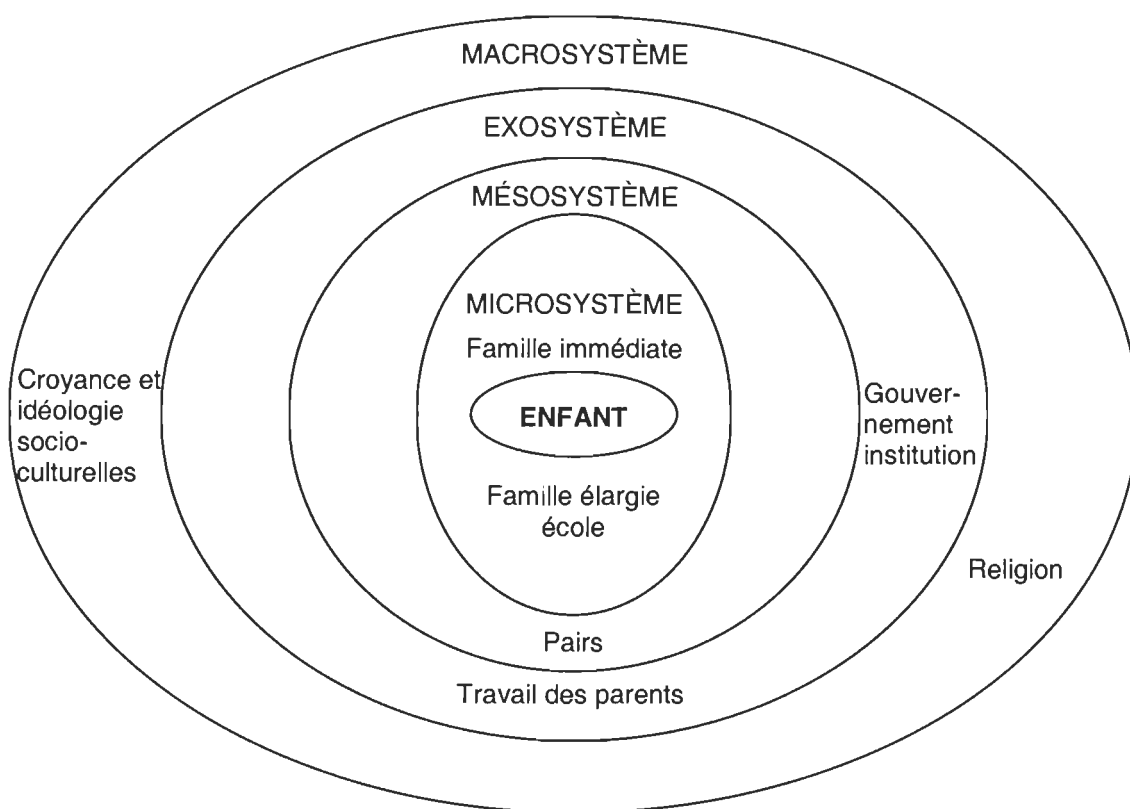 MACROSYSTÈME
EXOSYSTÈME
MÉSOSYSTÈME
MICROSYSTÈME
Famille immédiate
ENFANT
Famille élargie
école
Croyance et
idéologie
socio-
culturelles
Gouver-
nement
institution
Religion
Pairs
Travail des parents